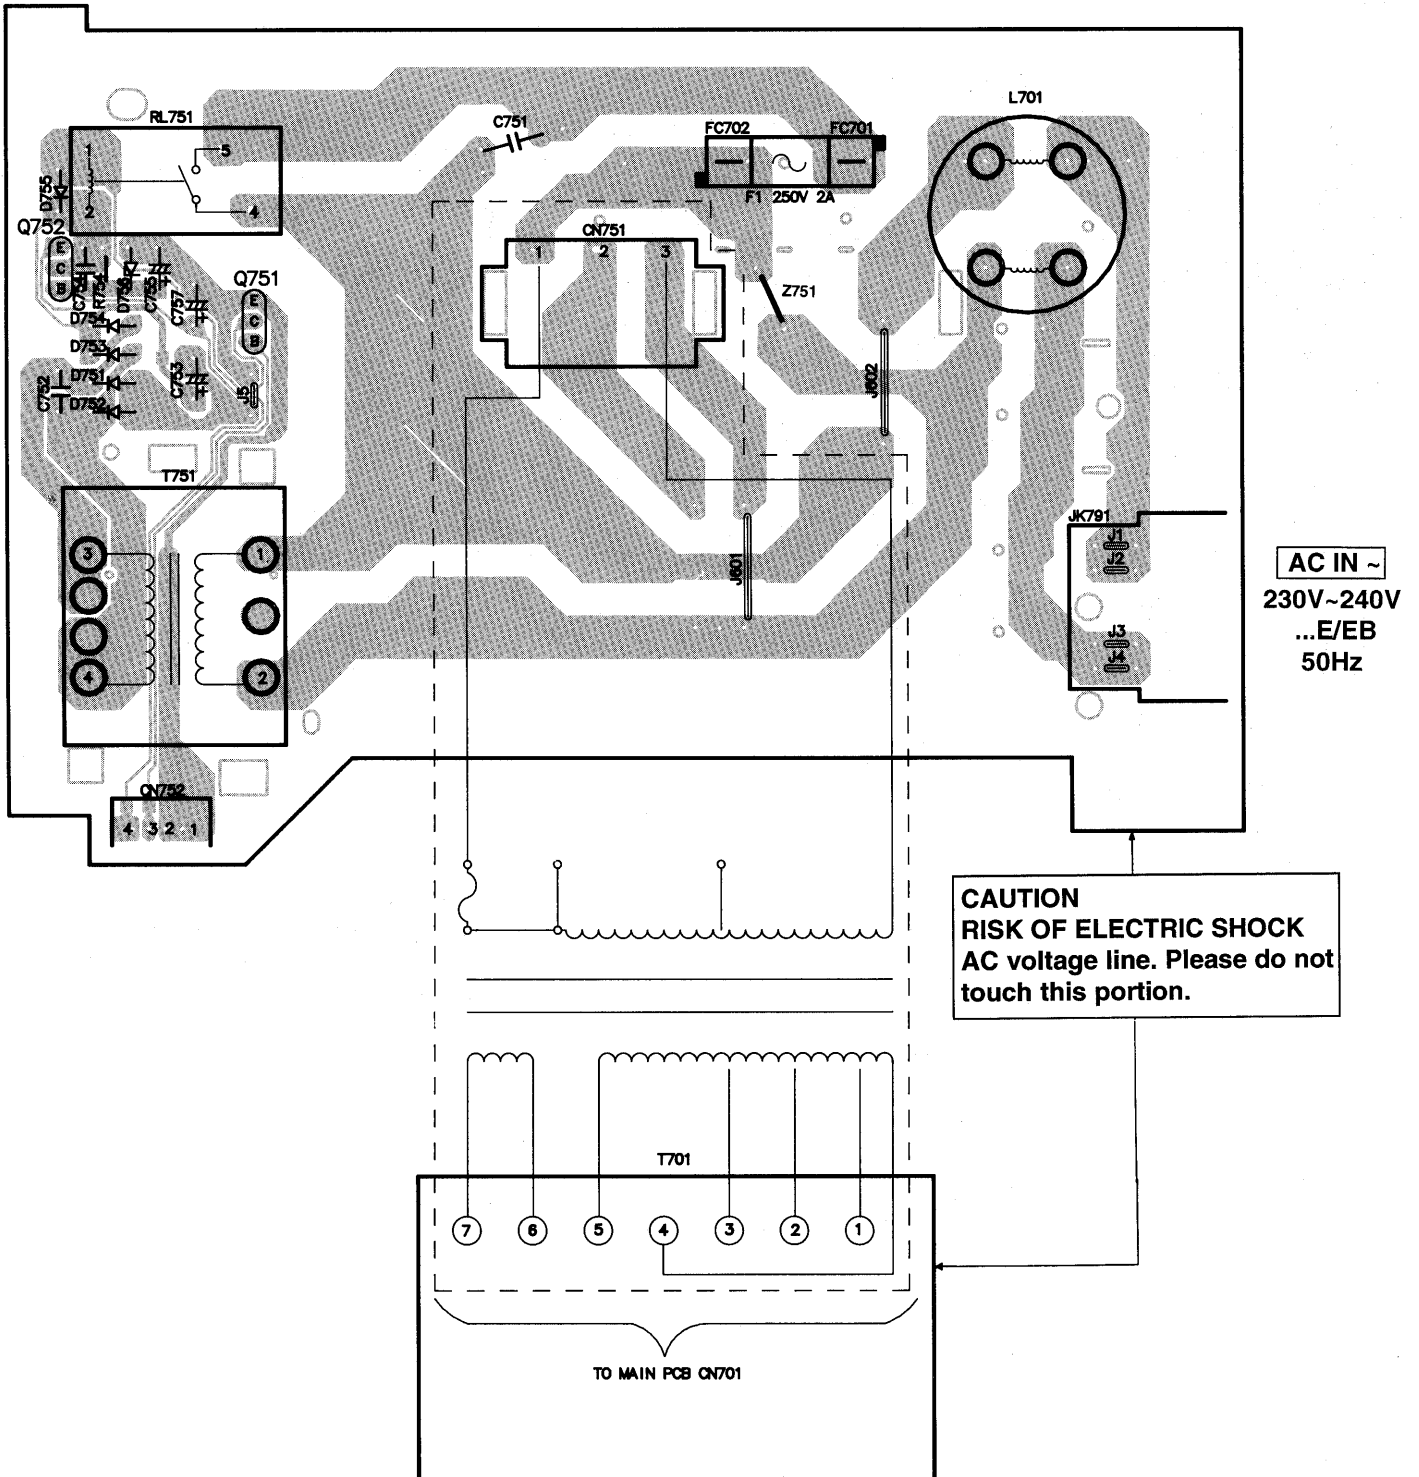 L701
RL751
C751
FC702
FC701
1
5
D755
2
4
F1 250V 2A
Q752
E
C
B
CN751
1
2
3
R754
D756
C755
C757
Q751
E
C
B
Z751
D754
D753
D751
C753
C752
D752
J5
J602
T751
JK791
J1
J2
3
1
J601
AC IN ~
230V~240V
...E/EB
50Hz
J3
J4
4
2
CN752
4 3 2 1
CAUTION
RISK OF ELECTRIC SHOCK
AC voltage line. Please do not
touch this portion.
T701
7 6 5 4 3 2 1
TO MAIN PCB CN701